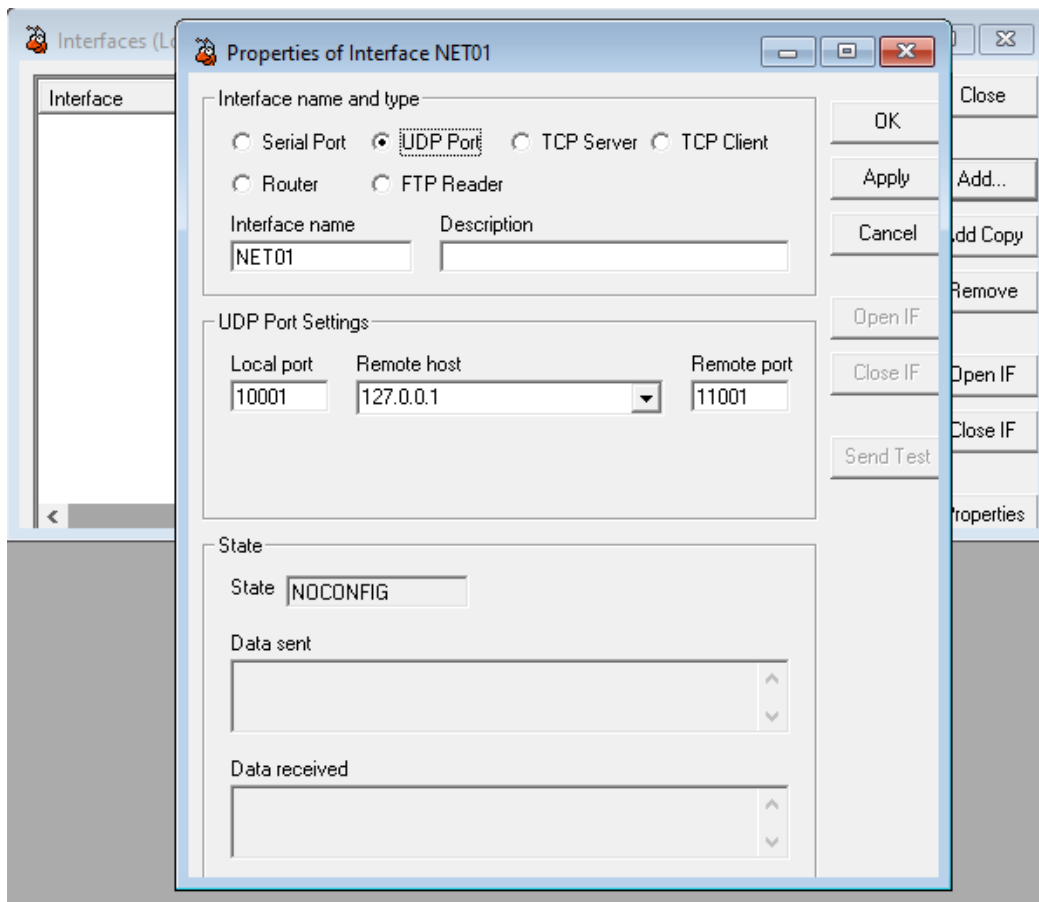 Interfaces (Lo
Properties of Interface NET01
Interface
Interface name and type
Serial Port UDP Port TCP Server TCP Client
Router FTP Reader
Interface name Description
NET01
UDP Port Settings
Local port Remote host Remote port
10001 127.0.0.1 11001
State
State NOCONFIG
Data sent
Data received
OK
Apply
Cancel
Open IF
Close IF
Send Test
Close
Add...
dd Copy
Remove
Open IF
Close IF
roperties